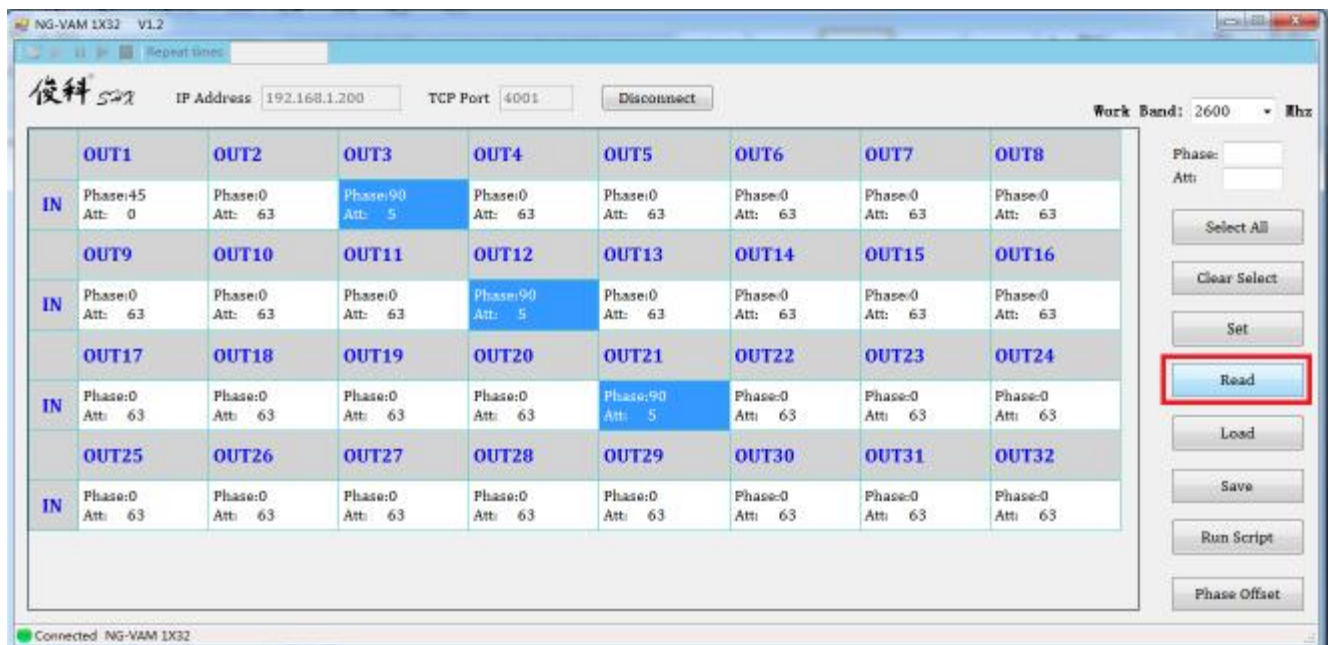 NG-VAM 1X32 V1.2
Repeat times:
俊科
IP Address 192.168.1.200 TCP Port 4001 Disconnect
Work Band: 2600 Mhz
OUT1 OUT2 OUT3 OUT4 OUT5 OUT6 OUT7 OUT8
IN
Phase:45 Phase:0 Phase:90 Phase:0 Phase:0 Phase:0 Phase:0 Phase:0
Att: 0 Att: 63 Att: 5 Att: 63 Att: 63 Att: 63 Att: 63 Att: 63
OUT9 OUT10 OUT11 OUT12 OUT13 OUT14 OUT15 OUT16
IN
Phase:0 Phase:0 Phase:0 Phase:90 Phase:0 Phase:0 Phase:0 Phase:0
Att: 63 Att: 63 Att: 63 Att: 5 Att: 63 Att: 63 Att: 63 Att: 63
OUT17 OUT18 OUT19 OUT20 OUT21 OUT22 OUT23 OUT24
IN
Phase:0 Phase:0 Phase:0 Phase:0 Phase:90 Phase:0 Phase:0 Phase:0
Att: 63 Att: 63 Att: 63 Att: 63 Att: 5 Att: 63 Att: 63 Att: 63
OUT25 OUT26 OUT27 OUT28 OUT29 OUT30 OUT31 OUT32
IN
Phase:0 Phase:0 Phase:0 Phase:0 Phase:0 Phase:0 Phase:0 Phase:0
Att: 63 Att: 63 Att: 63 Att: 63 Att: 63 Att: 63 Att: 63 Att: 63
Phase:
Att:
Select All
Clear Select
Set
Read
Load
Save
Run Script
Phase Offset
Connected NG-VAM 1X32